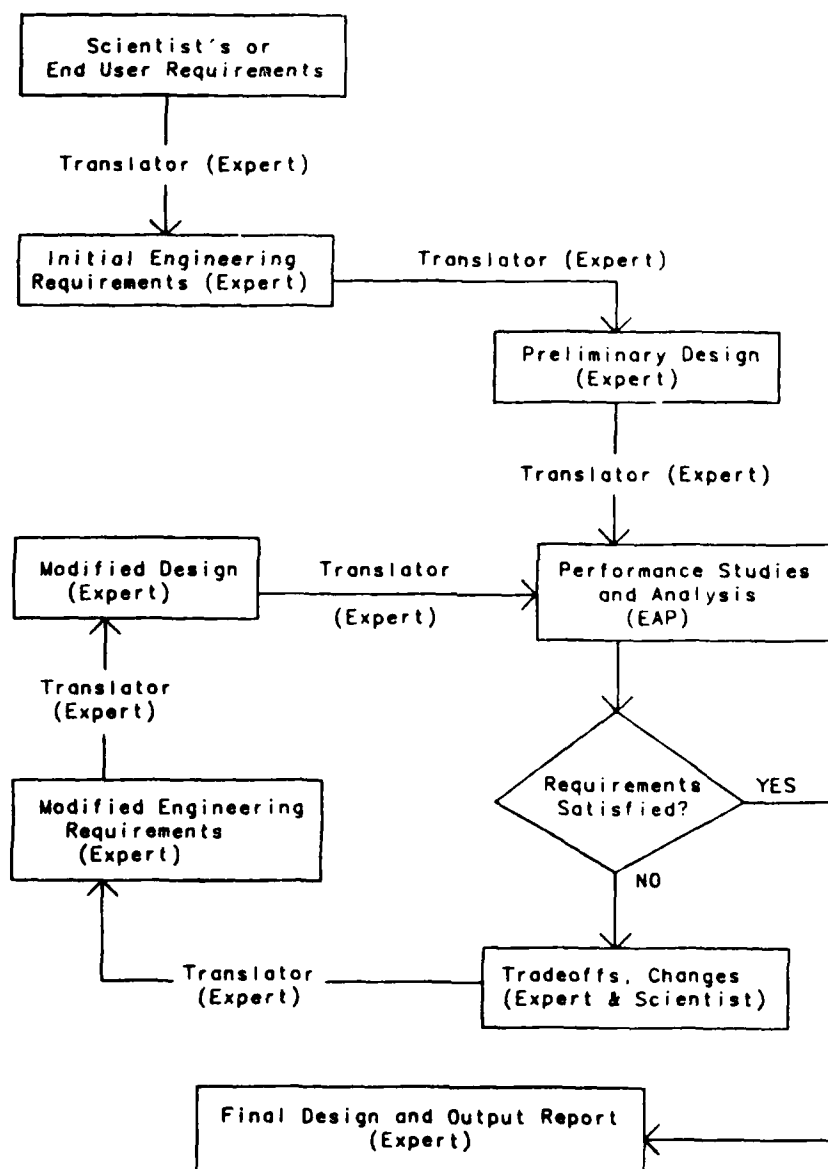 Scientist's or
End User Requirements
Translator (Expert)
Initial Engineering
Requirements (Expert)
Translator (Expert)
Preliminary Design
(Expert)
Translator (Expert)
Modified Design
(Expert)
Translator
(Expert)
Performance Studies
and Analysis
(EAP)
Translator
(Expert)
Requirements
Satisfied?
YES
NO
Modified Engineering
Requirements
(Expert)
Translator
(Expert)
Tradeoffs, Changes
(Expert & Scientist)
Final Design and Output Report
(Expert)